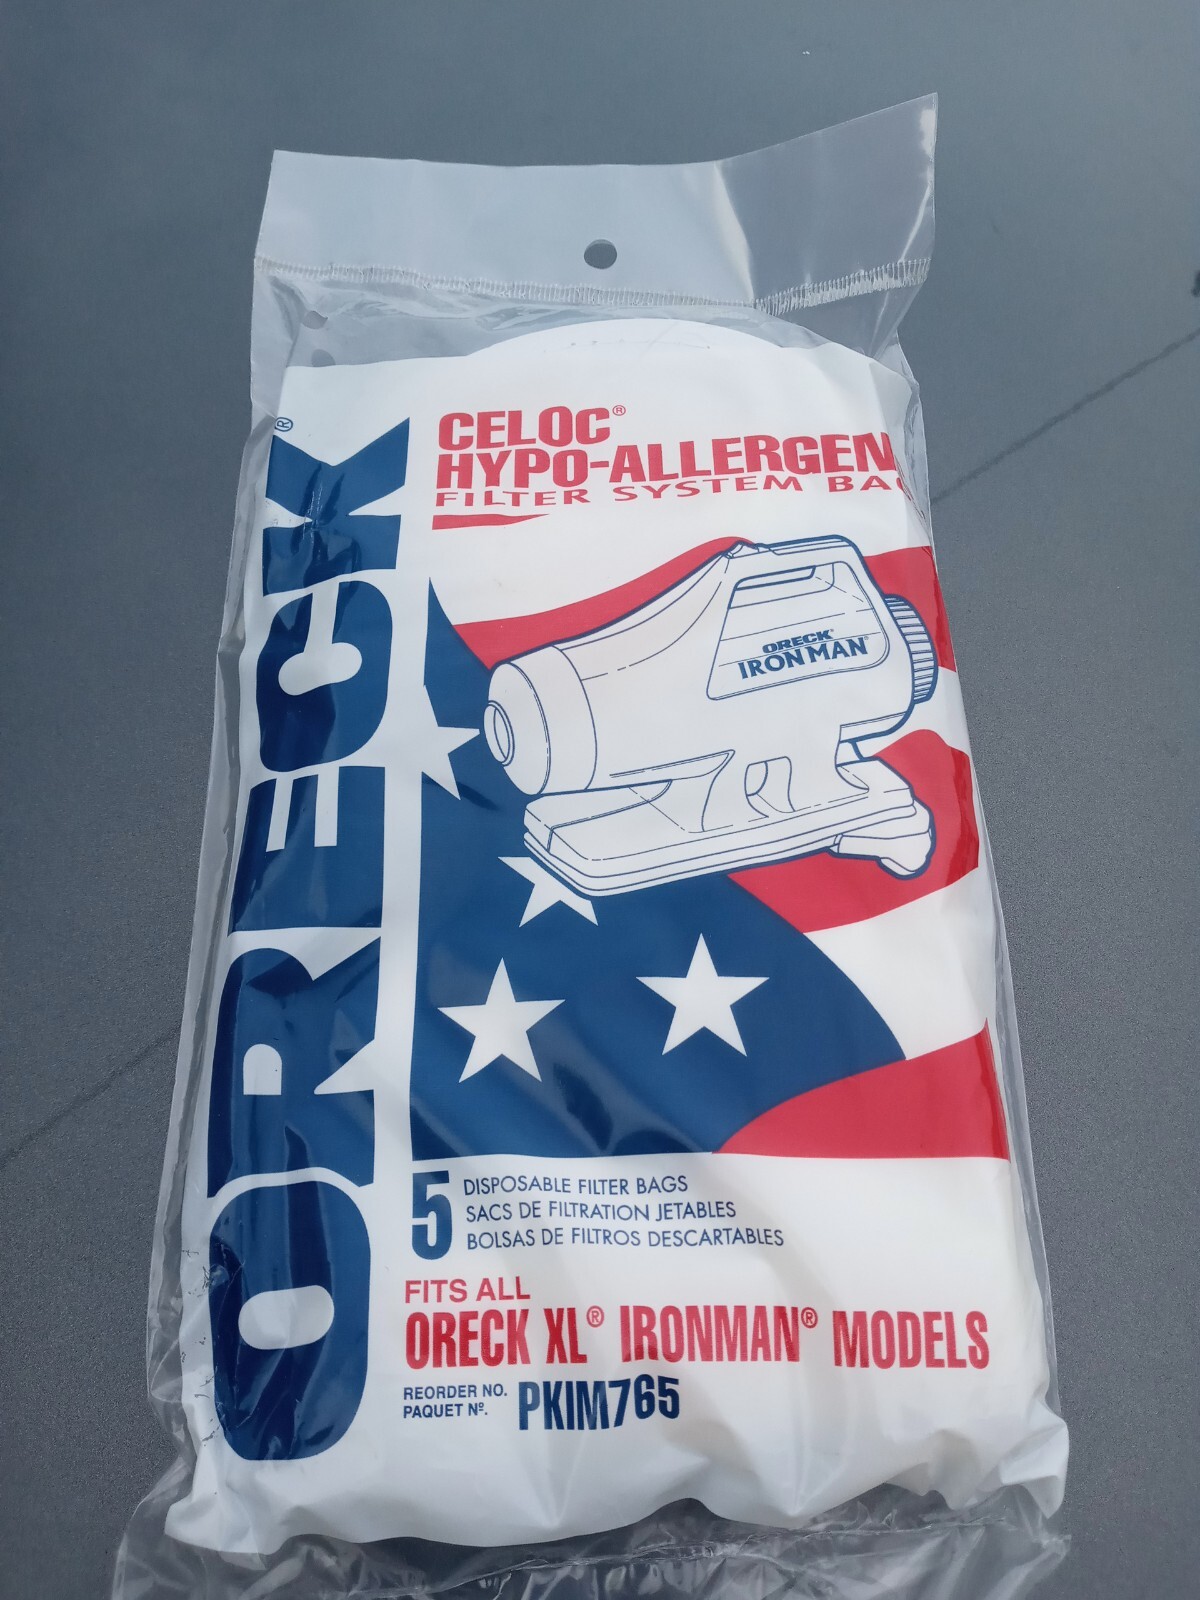 ORECK®
CELOC®
HYPO-ALLERGEN
FILTER SYSTEM
ORECK®
IRON MAN®
5 DISPOSABLE FILTER BAGS
SACS DE FILTRATION JETABLES
BOLSAS DE FILTROS DESCARTABLES
FITS ALL
ORECK XL® IRONMAN® MODELS
REORDER NO.
PAQUET Nº. PKIM765